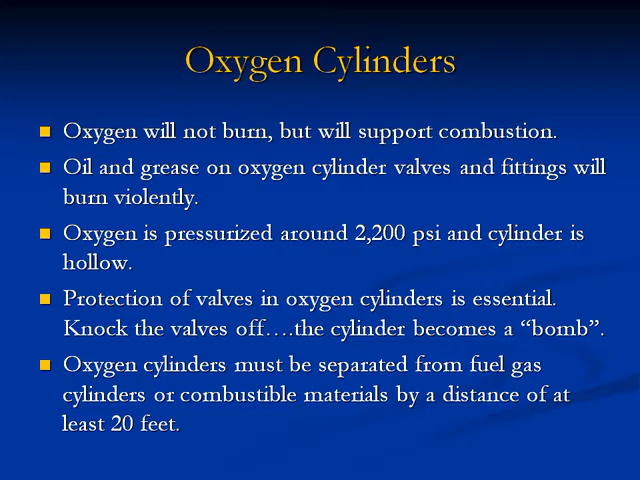 Oxygen Cylinders
Oxygen will not burn, but will support combustion.
Oil and grease on oxygen cylinder valves and fittings will
burn violently.
Oxygen is pressurized around 2,200 psi and cylinder is
hollow.
Protection of valves in oxygen cylinders is essential.
Knock the valves off….the cylinder becomes a “bomb”.
Oxygen cylinders must be separated from fuel gas
cylinders or combustible materials by a distance of at
least 20 feet.